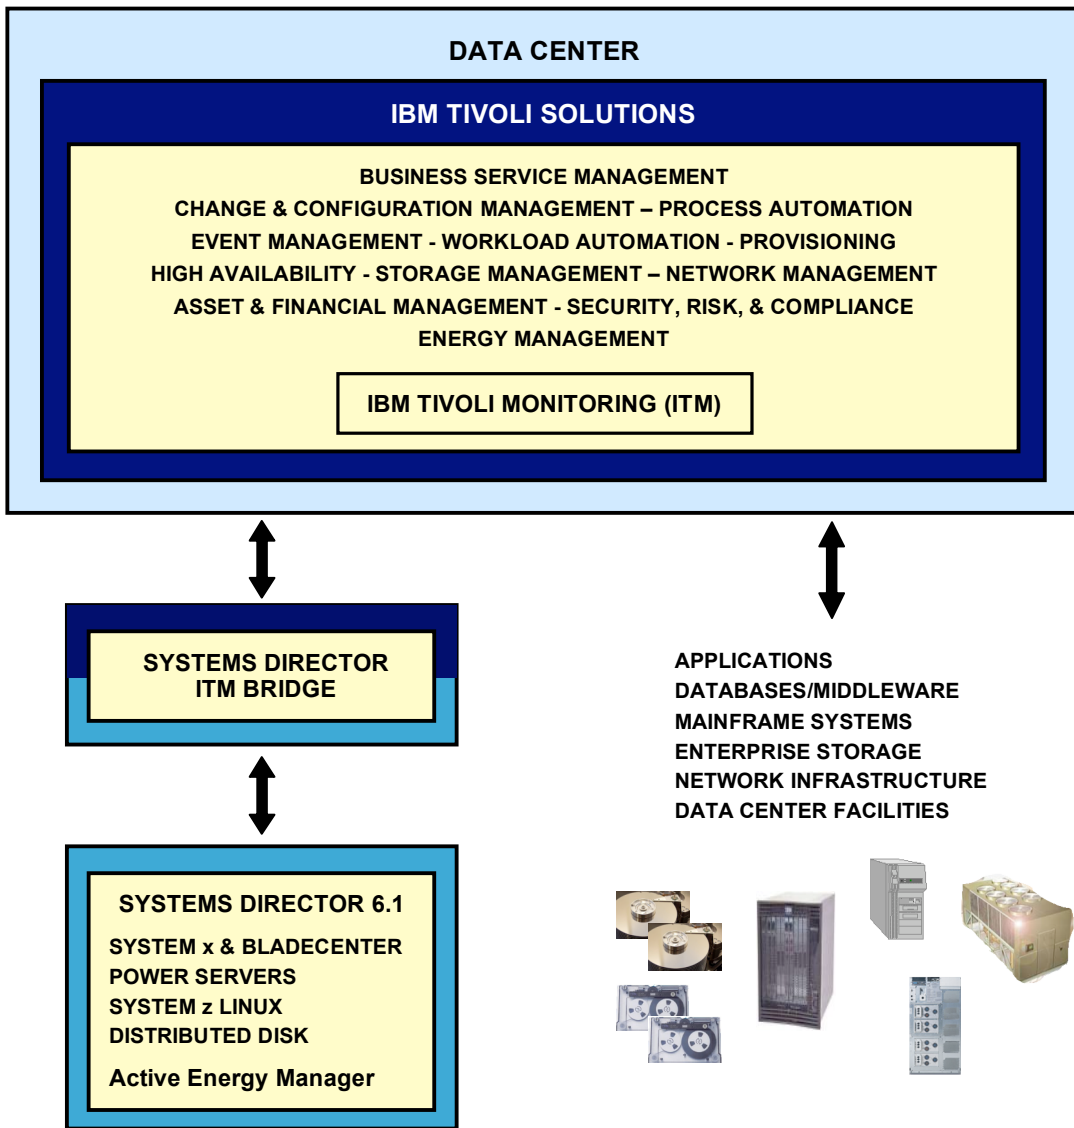 DATA CENTER
IBM TIVOLI SOLUTIONS
BUSINESS SERVICE MANAGEMENT
CHANGE & CONFIGURATION MANAGEMENT – PROCESS AUTOMATION
EVENT MANAGEMENT - WORKLOAD AUTOMATION - PROVISIONING
HIGH AVAILABILITY - STORAGE MANAGEMENT – NETWORK MANAGEMENT
ASSET & FINANCIAL MANAGEMENT - SECURITY, RISK, & COMPLIANCE
ENERGY MANAGEMENT
IBM TIVOLI MONITORING (ITM)
SYSTEMS DIRECTOR
ITM BRIDGE
SYSTEMS DIRECTOR 6.1
SYSTEM x & BLADECENTER
POWER SERVERS
SYSTEM z LINUX
DISTRIBUTED DISK
Active Energy Manager
APPLICATIONS
DATABASES/MIDDLEWARE
MAINFRAME SYSTEMS
ENTERPRISE STORAGE
NETWORK INFRASTRUCTURE
DATA CENTER FACILITIES